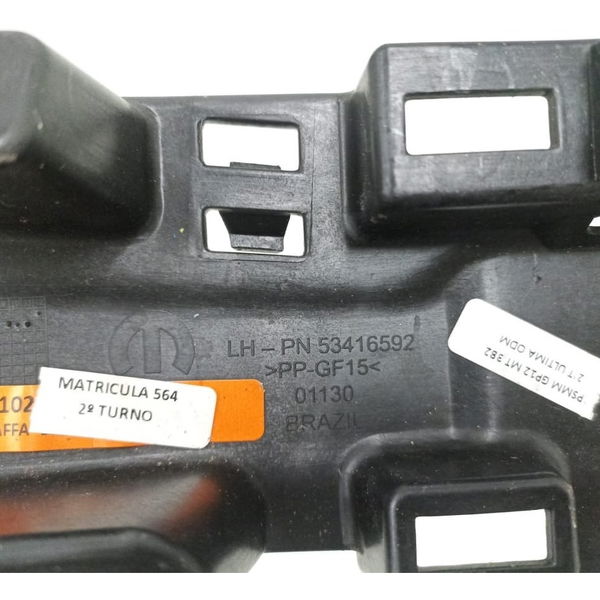 LH - PN 53416592
>PP-GF15<
01130
BRAZIL
MATRICULA 564
2º TURNO
102
AFFA
PSMM GP12 MT 382
2°T ULTIMA ODM